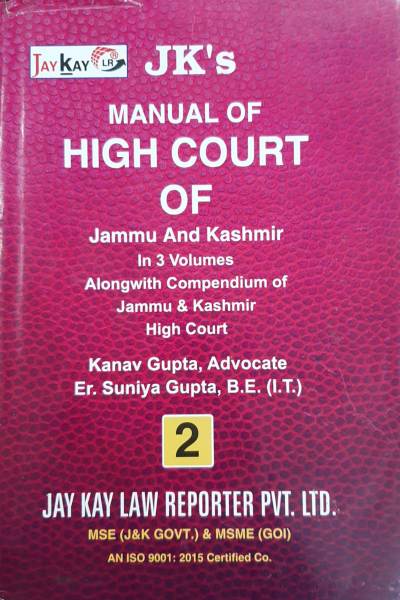 JAY KAY LR® JK's
MANUAL OF
HIGH COURT
OF
Jammu And Kashmir
In 3 Volumes
Alongwith Compendium of
Jammu & Kashmir
High Court
Kanav Gupta, Advocate
Er. Suniya Gupta, B.E. (I.T.)
2
JAY KAY LAW REPORTER PVT. LTD.
MSE (J&K GOVT.) & MSME (GOI)
AN ISO 9001: 2015 Certified Co.